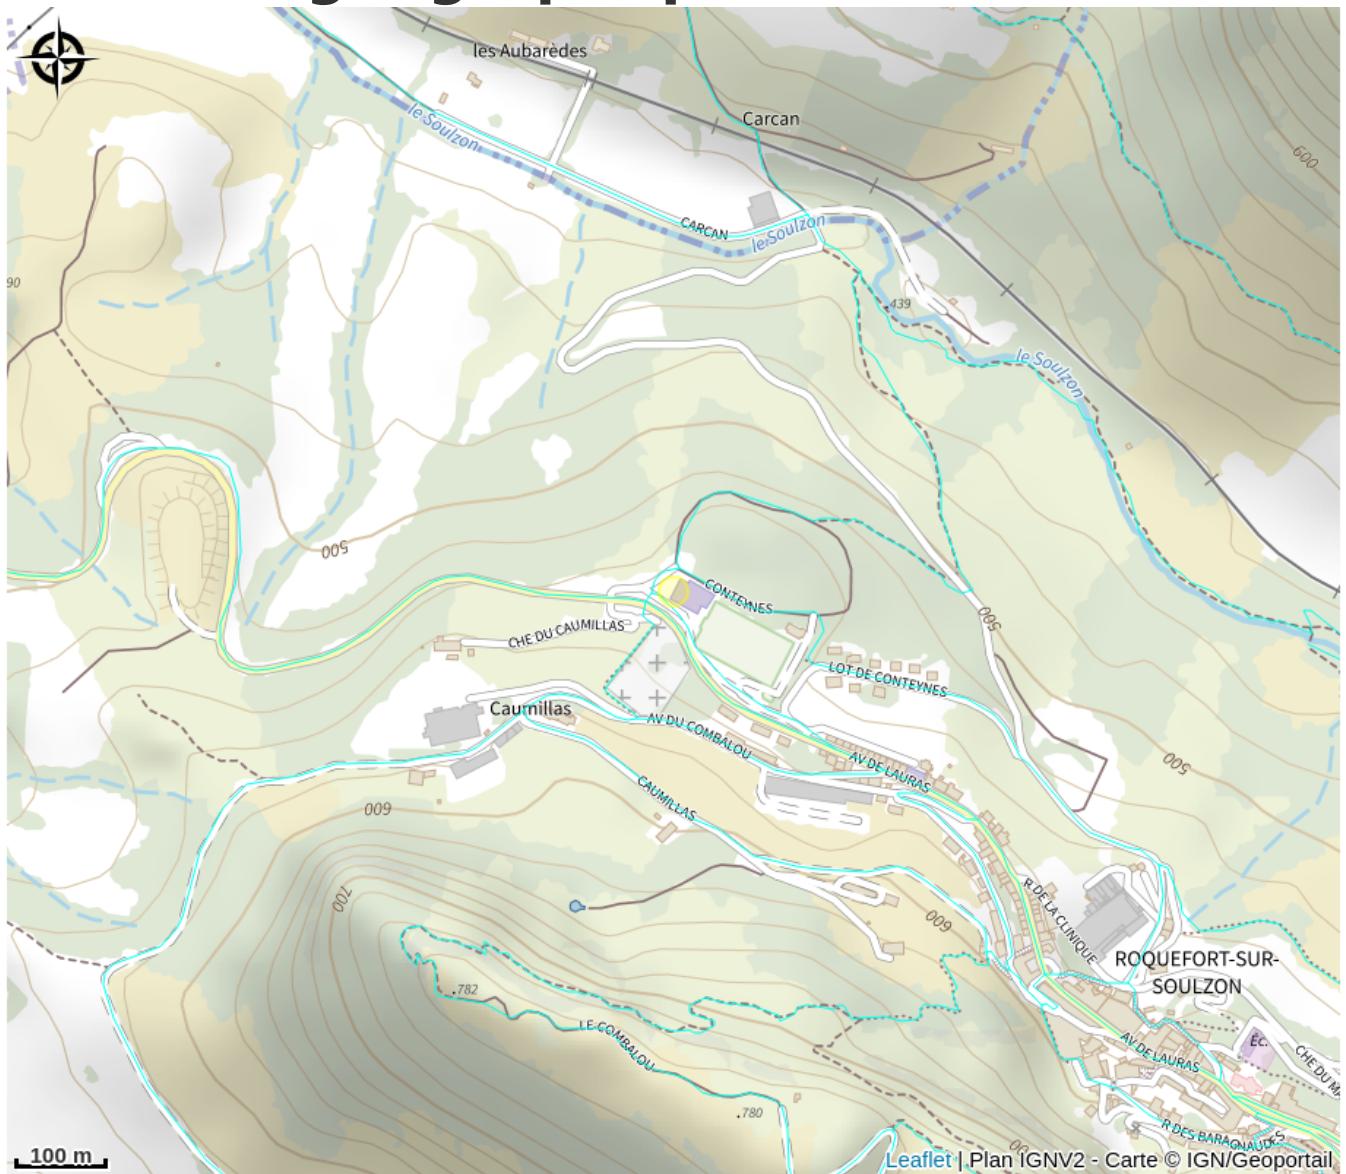 les Aubarèdes
Carcan
le Soulzon
600
CARCAN
le Soulzon
90
439
le Soulzon
500
CONTEYNES
CHE DU CAUMILLAS
500
LOT DE CONTEYNES
Caumillas
AV DU COMBALOU
500
AV DE LAURAS
CAUMILLAS
600
700
R DE LA CLINIQUE
600
ROQUEFORT-SUR-
SOULZON
.782
LE COMBALOU
Éc.
AV DE LAURAS
CHE DU
.780
R DES BARAGNAUDES
100 m
Leaflet | Plan IGNV2 - Carte © IGN/Geoportail